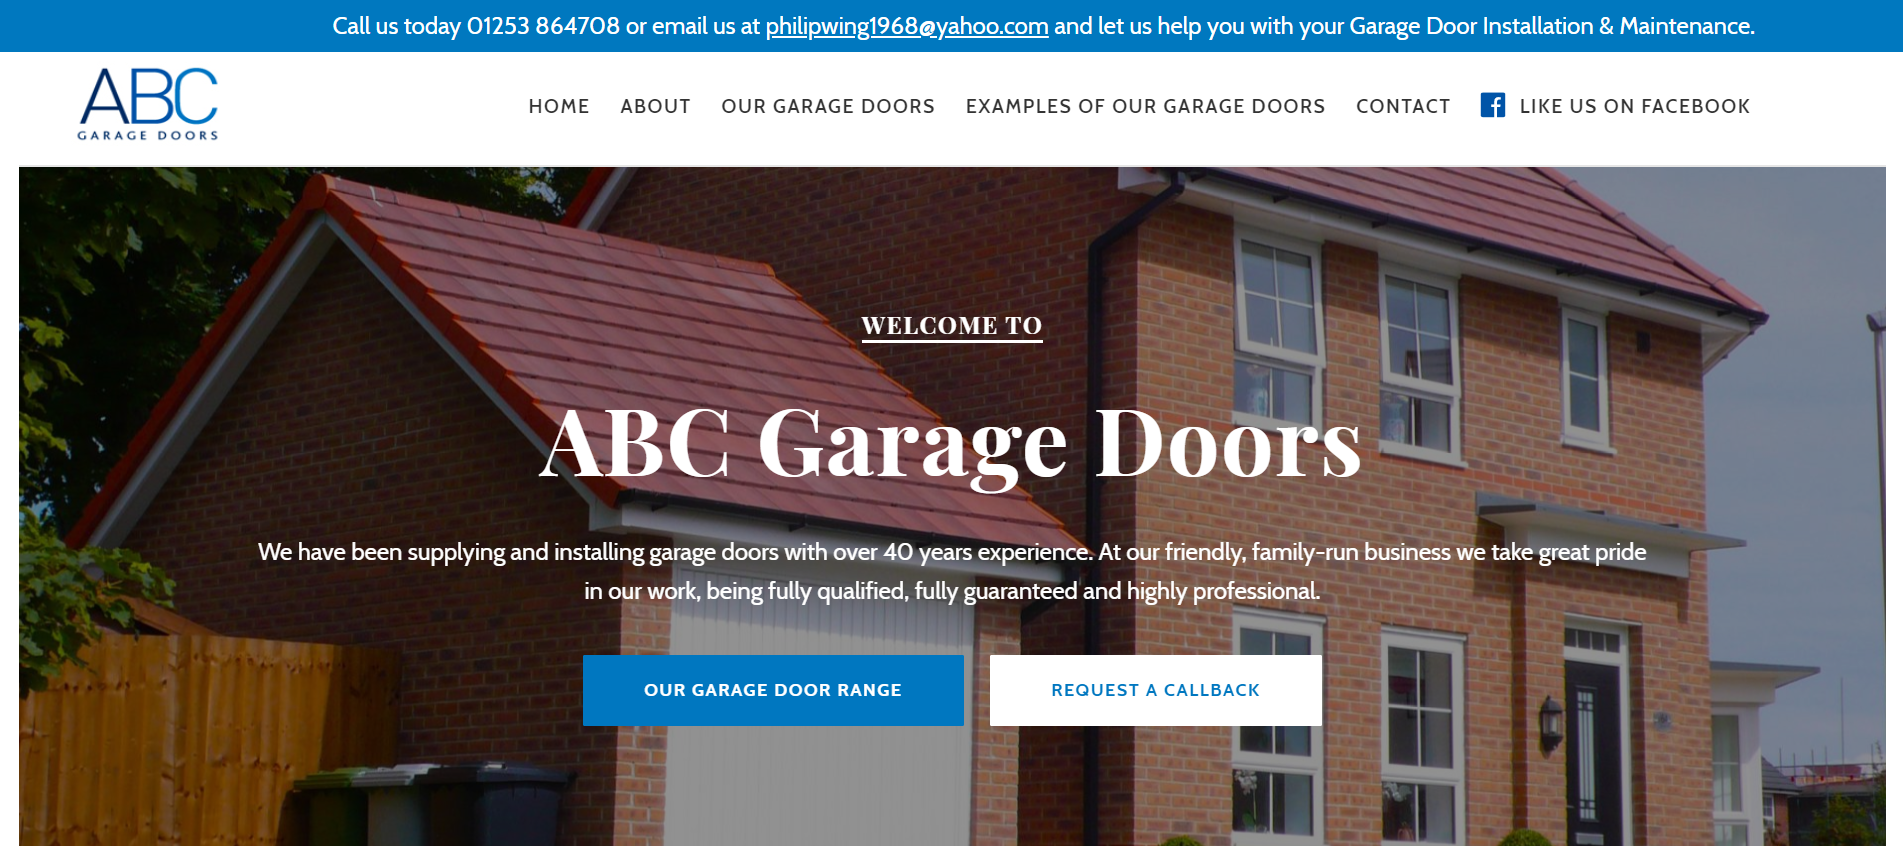 Call us today 01253 864708 or email us at philipwing1968@yahoo.com and let us help you with your Garage Door Installation & Maintenance.
ABC
GARAGE DOORS
HOME ABOUT OUR GARAGE DOORS EXAMPLES OF OUR GARAGE DOORS CONTACT LIKE US ON FACEBOOK
WELCOME TO
ABC Garage Doors
We have been supplying and installing garage doors with over 40 years experience. At our friendly, family-run business we take great pride
in our work, being fully qualified, fully guaranteed and highly professional.
OUR GARAGE DOOR RANGE REQUEST A CALLBACK